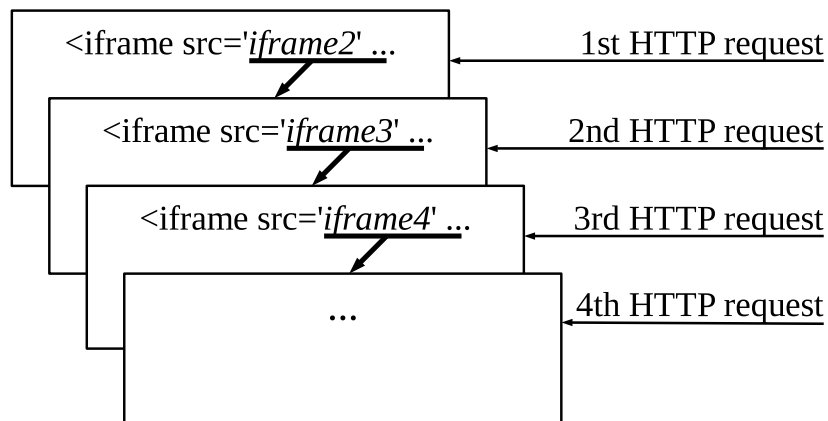 <iframe src='iframe2' ...
1st HTTP request
<iframe src='iframe3' ...
2nd HTTP request
<iframe src='iframe4' ...
3rd HTTP request
...
4th HTTP request